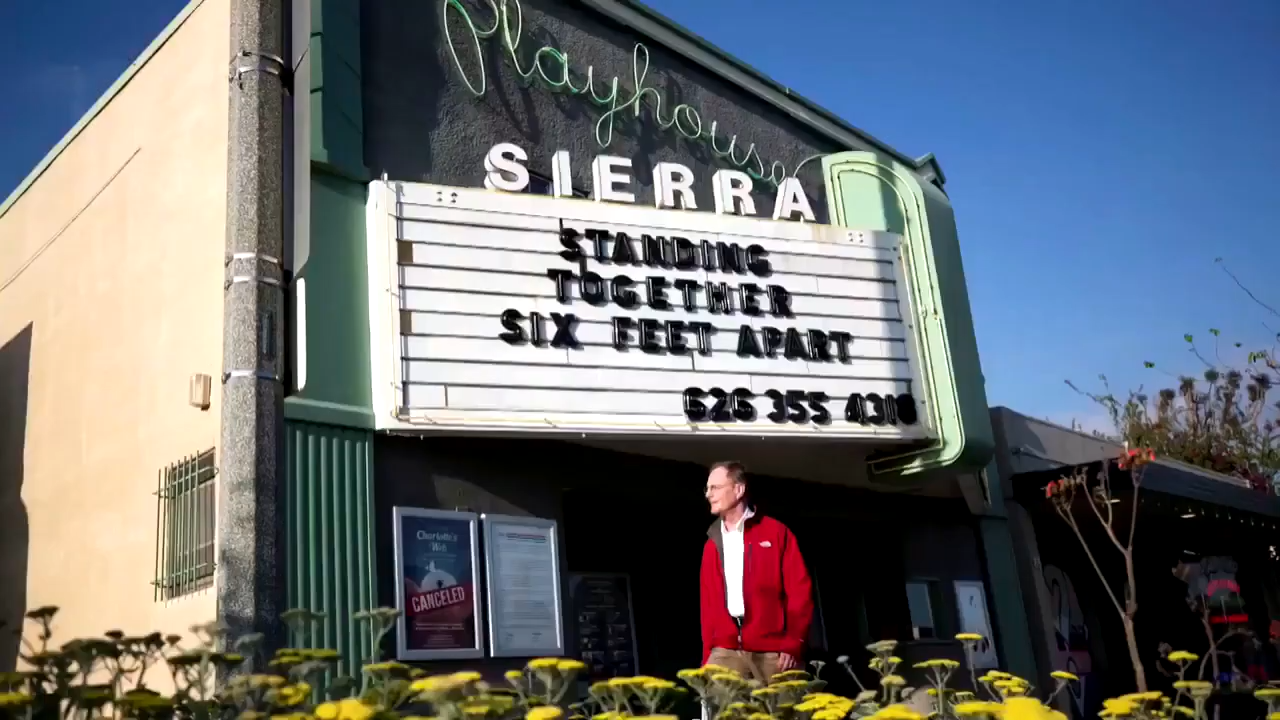 Playhouse
SIERRA
STANDING
TOGETHER
SIX FEET APART
626 355 4318
Charlotte's
Web
CANCELED